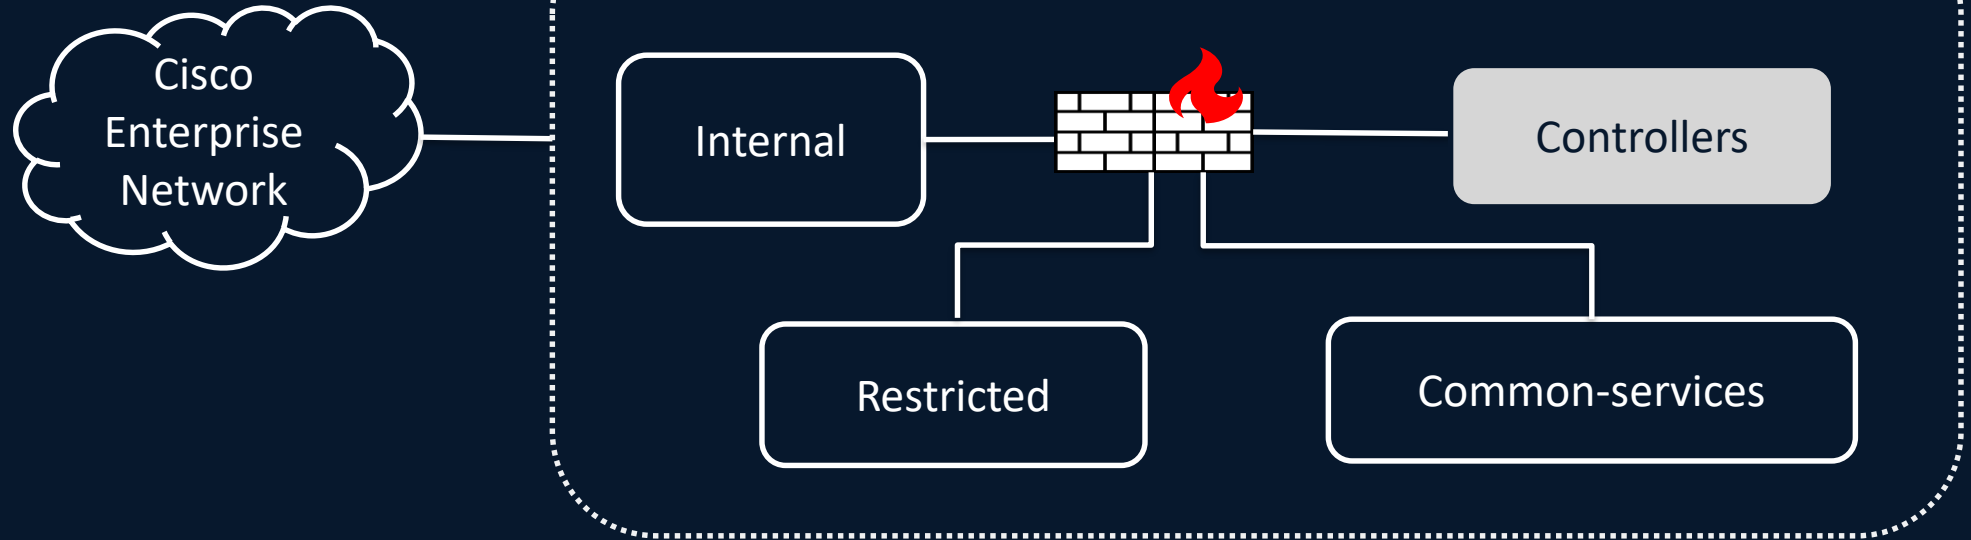 Cisco
Enterprise
Network
Internal
Controllers
Restricted
Common-services